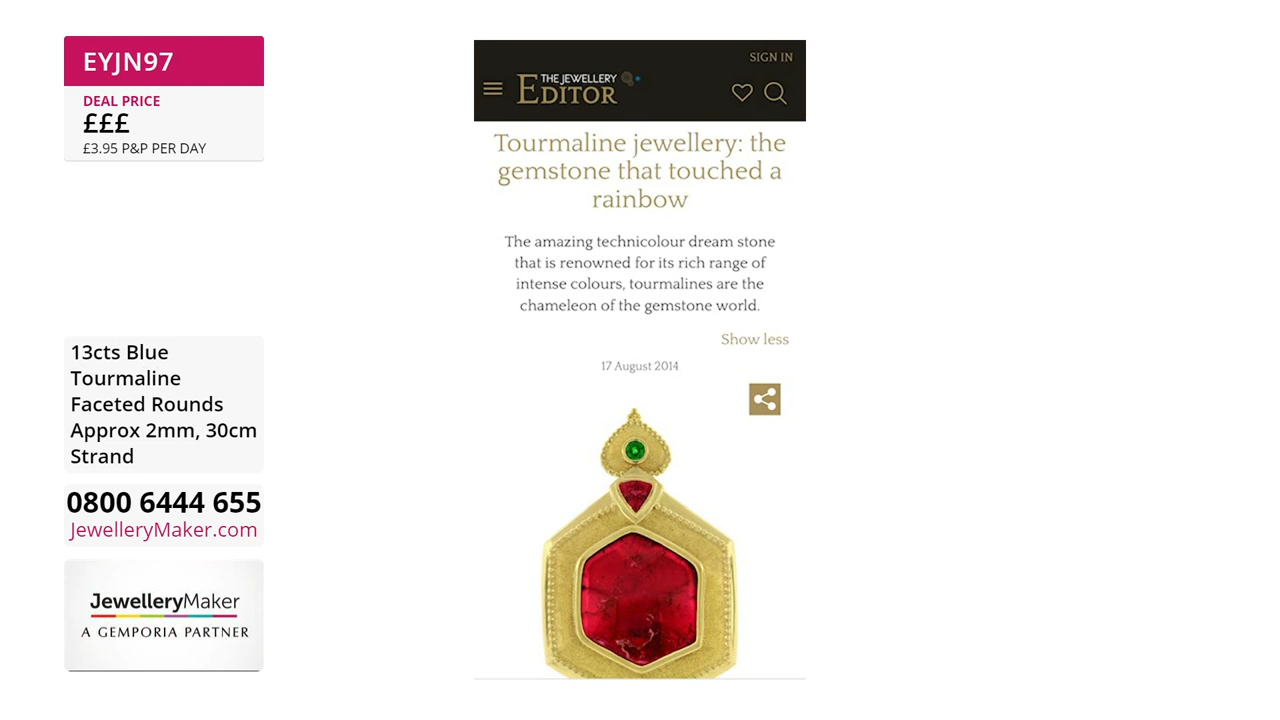 EYJN97
DEAL PRICE
£££
£3.95 P&P PER DAY
13cts Blue
Tourmaline
Faceted Rounds
Approx 2mm, 30cm
Strand
0800 6444 655
JewelleryMaker.com
JewelleryMaker
A GEMPORIA PARTNER
SIGN IN
THE JEWELLERY
EDITOR
Tourmaline jewellery: the
gemstone that touched a
rainbow
The amazing technicolour dream stone
that is renowned for its rich range of
intense colours, tourmalines are the
chameleon of the gemstone world.
Show less
17 August 2014